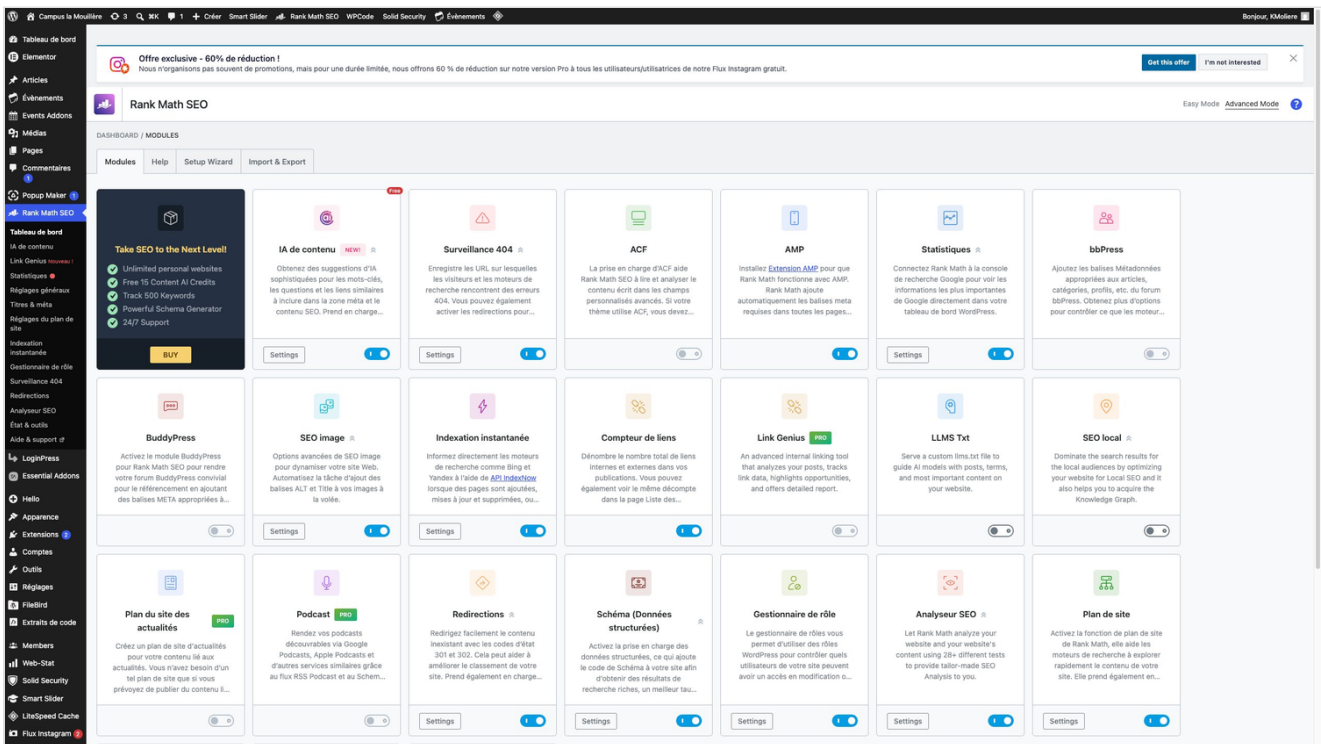 Campus la Mouillère 3 ⌘K 1 + Créer Smart Slider Rank Math SEO WPCode Solid Security Évènements Bonjour, KMoliere
Tableau de bord
Elementor
Articles
Évènements
Events Addons
Médias
Pages
Commentaires
1
Popup Maker 1
Rank Math SEO
Tableau de bord
IA de contenu
Link Genius Nouveau !
Statistiques
Réglages généraux
Titres & méta
Réglages du plan de
site
Indexation
instantanée
Gestionnaire de rôle
Surveillance 404
Redirections
Analyseur SEO
État & outils
Aide & support
LoginPress
Essential Addons
Hello
Apparence
Extensions 2
Comptes
Outils
Réglages
FileBird
Extraits de code
Members
Web-Stat
Solid Security
Smart Slider
LiteSpeed Cache
Flux Instagram 2
Offre exclusive - 60% de réduction !
Nous n'organisons pas souvent de promotions, mais pour une durée limitée, nous offrons 60 % de réduction sur notre version Pro à tous les utilisateurs/utilisatrices de notre Flux Instagram gratuit.
Get this offer
I'm not interested
Rank Math SEO
Easy Mode Advanced Mode ?
DASHBOARD / MODULES
Modules Help Setup Wizard Import & Export
Take SEO to the Next Level!
Unlimited personal websites
Free 15 Content AI Credits
Track 500 Keywords
Powerful Schema Generator
24/7 Support
BUY
Free
IA de contenu NEW!
Obtenez des suggestions d'IA
sophistiquées pour les mots-clés,
les questions et les liens similaires
à inclure dans la zone méta et le
contenu SEO. Prend en charge...
Settings
Surveillance 404
Enregistre les URL sur lesquelles
les visiteurs et les moteurs de
recherche rencontrent des erreurs
404. Vous pouvez également
activer les redirections pour...
Settings
ACF
La prise en charge d'ACF aide
Rank Math SEO à lire et analyser le
contenu écrit dans les champs
personnalisés avancés. Si votre
thème utilise ACF, vous devez...
AMP
Installez Extension AMP pour que
Rank Math fonctionne avec AMP.
Rank Math ajoute
automatiquement les balises meta
requises dans toutes les pages...
Statistiques
Connectez Rank Math à la console
de recherche Google pour voir les
informations les plus importantes
de Google directement dans votre
tableau de bord WordPress.
Settings
bbPress
Ajoutez les balises Métadonnées
appropriées aux articles,
catégories, profils, etc. du forum
bbPress. Obtenez plus d'options
pour contrôler ce que les moteur...
BuddyPress
Activez le module BuddyPress
pour Rank Math SEO pour rendre
votre forum BuddyPress convivial
pour le référencement en ajoutant
des balises META appropriées à...
SEO image
Options avancées de SEO image
pour dynamiser votre site Web.
Automatisez la tâche d'ajout des
balises ALT et Title à vos images à
la volée.
Settings
Indexation instantanée
Informez directement les moteurs
de recherche comme Bing et
Yandex à l'aide de API IndexNow
lorsque des pages sont ajoutées,
mises à jour et supprimées, ou...
Settings
Compteur de liens
Dénombre le nombre total de liens
internes et externes dans vos
publications. Vous pouvez
également voir le même décompte
dans la page Liste des...
Link Genius PRO
An advanced internal linking tool
that analyzes your posts, tracks
link data, highlights opportunities,
and offers detailed report.
LLMS Txt
Serve a custom llms.txt file to
guide AI models with posts, terms,
and most important content on
your website.
SEO local
Dominate the search results for
the local audiences by optimizing
your website for Local SEO and it
also helps you to acquire the
Knowledge Graph.
Plan du site des
actualités
PRO
Créez un plan de site d'actualités
pour votre contenu lié aux
actualités. Vous n'avez besoin d'un
tel plan de site que si vous
prévoyez de publier du contenu li...
Podcast PRO
Rendez vos podcasts
découvrables via Google
Podcasts, Apple Podcasts et
d'autres services similaires grâce
au flux RSS Podcast et au Schem...
Redirections
Redirigez facilement le contenu
inexistant avec les codes d'état
301 et 302. Cela peut aider à
améliorer le classement de votre
site. Prend également en charge...
Settings
Schéma (Données
structurées)
Activez la prise en charge des
données structurées, ce qui ajoute
le code de Schéma à votre site afin
d'obtenir des résultats de
recherche riches, un meilleur tau...
Settings
Gestionnaire de rôle
Le gestionnaire de rôles vous
permet d'utiliser des rôles
WordPress pour contrôler quels
utilisateurs de votre site peuvent
avoir un accès en modification o...
Settings
Analyseur SEO
Let Rank Math analyze your
website and your website's
content using 28+ different tests
to provide tailor-made SEO
Analysis to you.
Settings
Plan de site
Activez la fonction de plan de site
de Rank Math, elle aide les
moteurs de recherche à explorer
rapidement le contenu de votre
site. Elle prend également en...
Settings